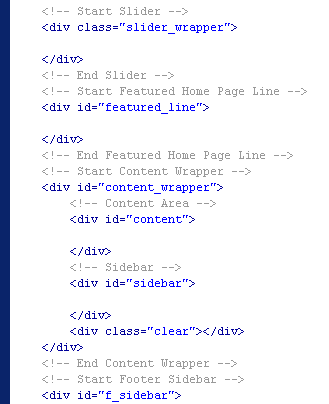 <!-- Start Slider -->
<div class="slider_wrapper">
</div>
<!-- End Slider -->
<!-- Start Featured Home Page Line -->
<div id="featured_line">
</div>
<!-- End Featured Home Page Line -->
<!-- Start Content Wrapper -->
<div id="content_wrapper">
<!-- Content Area -->
<div id="content">
</div>
<!-- Sidebar -->
<div id="sidebar">
</div>
<div class="clear"></div>
</div>
<!-- End Content Wrapper -->
<!-- Start Footer Sidebar -->
<div id="f_sidebar">